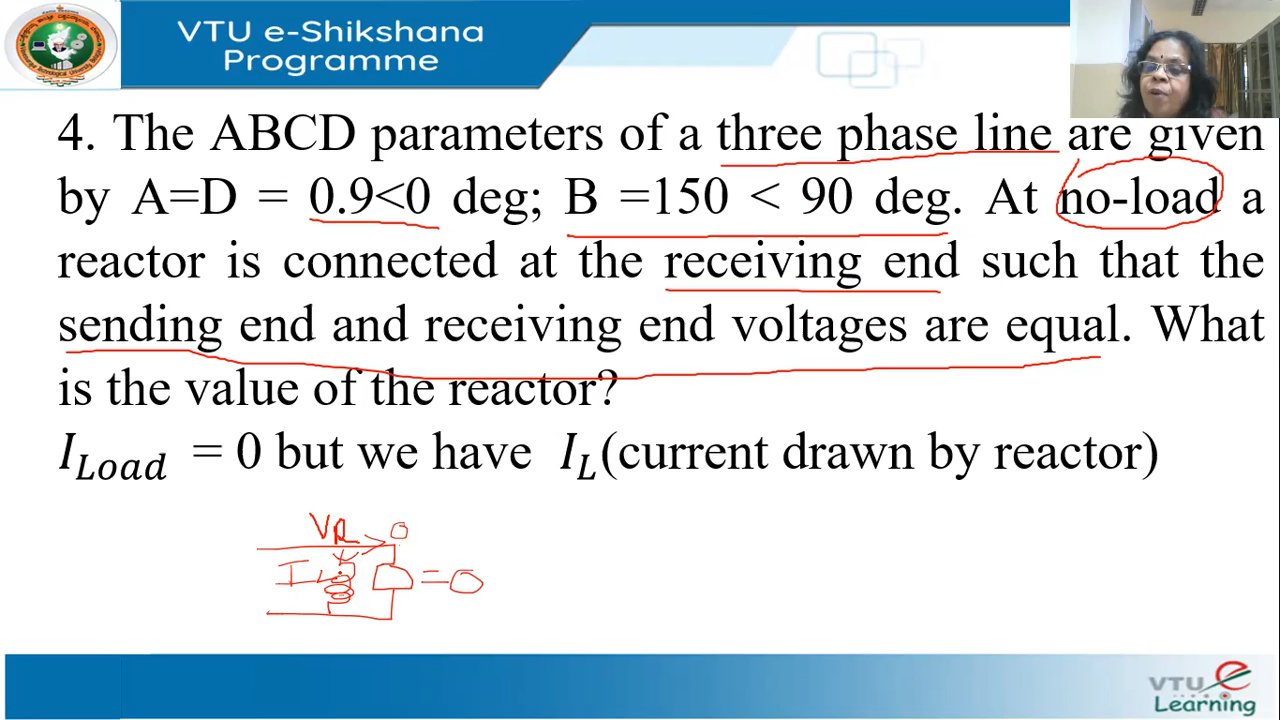 VTU e-Shikshana
Programme
4. The ABCD parameters of a three phase line are given
by A=D = 0.9<0 deg; B =150 < 90 deg. At no-load a
reactor is connected at the receiving end such that the
sending end and receiving end voltages are equal. What
is the value of the reactor?
I_Load = 0 but we have I_L(current drawn by reactor)
VR 0
IL = 0
VTU e
Learning